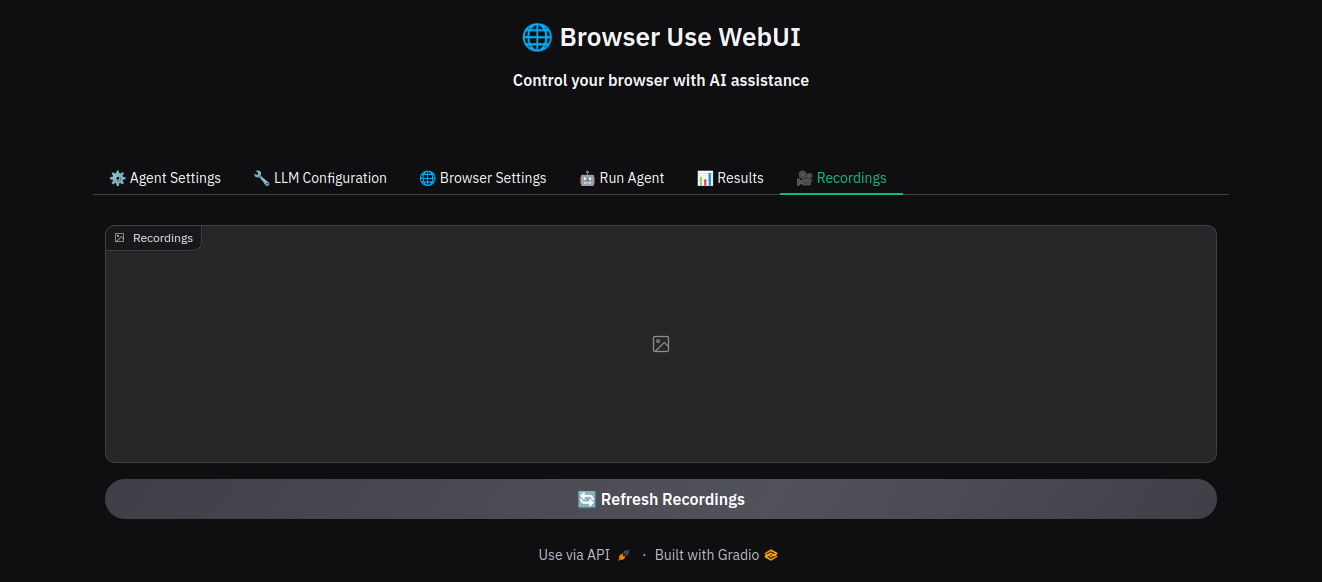 🌐 Browser Use WebUI
Control your browser with AI assistance
⚙️ Agent Settings 🔧 LLM Configuration 🌐 Browser Settings 🤖 Run Agent 📊 Results 🎥 Recordings
Recordings
🔄 Refresh Recordings
Use via API 🚀 · Built with Gradio